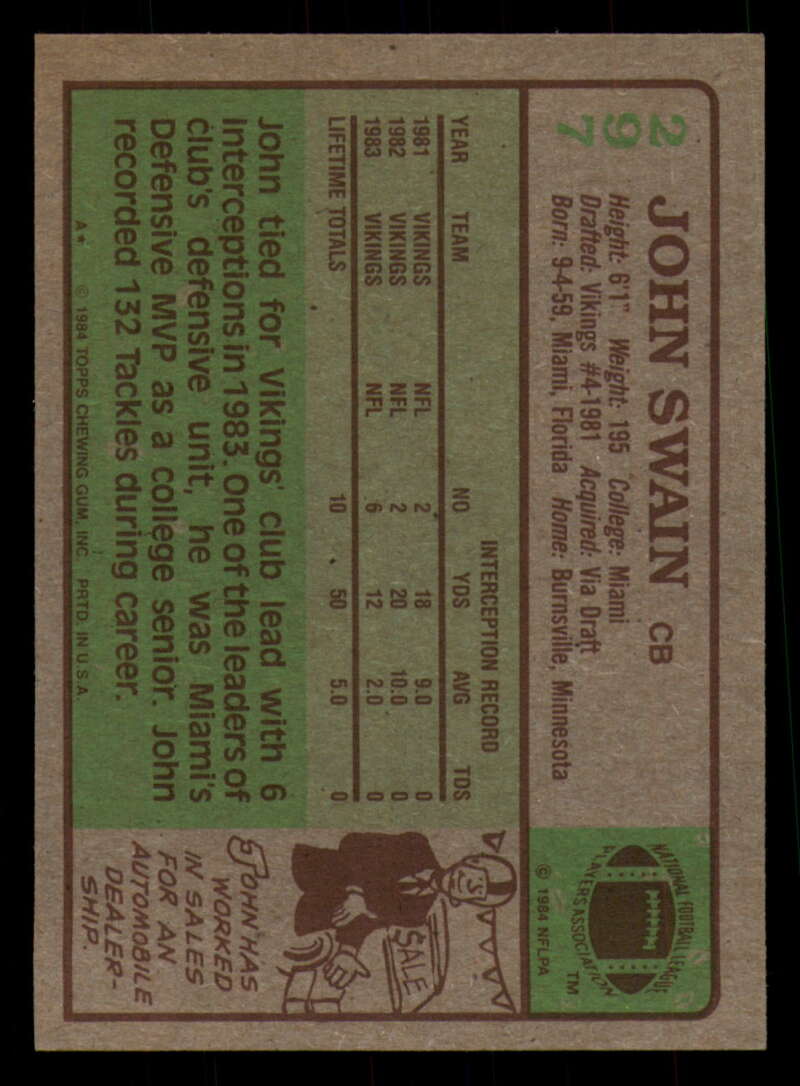 297
JOHN SWAIN CB
Height: 6'1" Weight: 195 College: Miami
Drafted: Vikings #4-1981 Acquired: Via Draft
Born: 9-4-59, Miami, Florida Home: Burnsville, Minnesota
NATIONAL FOOTBALL LEAGUE
PLAYERS ASSOCIATION
TM
© 1984 NFLPA
INTERCEPTION RECORD
YEAR TEAM NO YDS AVG TDS
1981 VIKINGS NFL 2 18 9.0 0
1982 VIKINGS NFL 2 20 10.0 0
1983 VIKINGS NFL 6 12 2.0 0
LIFETIME TOTALS 10 50 5.0 0
John tied for Vikings' club lead with 6
Interceptions in 1983. One of the leaders of
club's defensive unit, he was Miami's
Defensive MVP as a college senior. John
recorded 132 Tackles during career.
A* © 1984 TOPPS CHEWING GUM, INC. PRTD. IN U.S.A.
JS
$ALE
JOHN HAS
WORKED
IN SALES
FOR AN
AUTOMOBILE
DEALER-
SHIP.